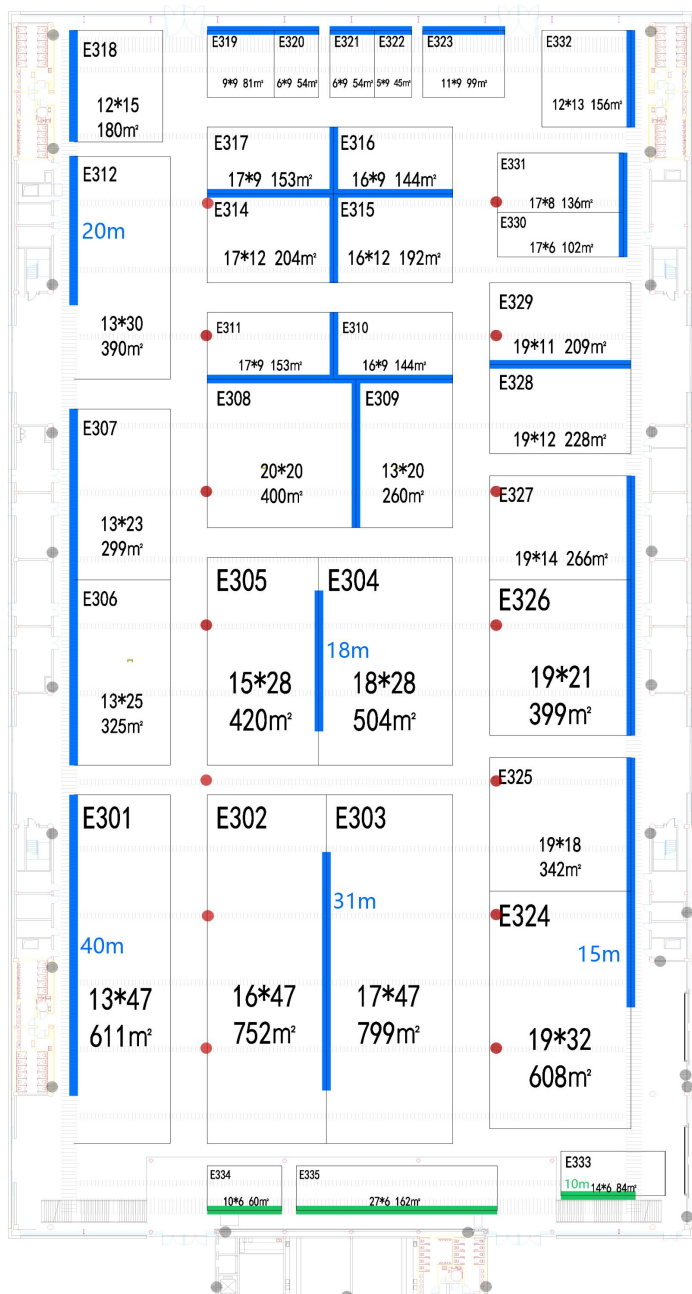 E318
12*15
180㎡
E319
9*9 81㎡
E320
6*9 54㎡
E321
6*9 54㎡
E322
5*9 45㎡
E323
11*9 99㎡
E332
12*13 156㎡
E312
20m
13*30
390㎡
E317
17*9 153㎡
E316
16*9 144㎡
E314
17*12 204㎡
E315
16*12 192㎡
E331
17*8 136㎡
E330
17*6 102㎡
E311
17*9 153㎡
E310
16*9 144㎡
E329
19*11 209㎡
E328
19*12 228㎡
E307
13*23
299㎡
E308
20*20
400㎡
E309
13*20
260㎡
E327
19*14 266㎡
E306
13*25
325㎡
E305
15*28
420㎡
E304
18m
18*28
504㎡
E326
19*21
399㎡
E301
40m
13*47
611㎡
E302
16*47
752㎡
E303
31m
17*47
799㎡
E325
19*18
342㎡
E324
15m
19*32
608㎡
E334
10*6 60㎡
E335
27*6 162㎡
E333
10m 14*6 84㎡